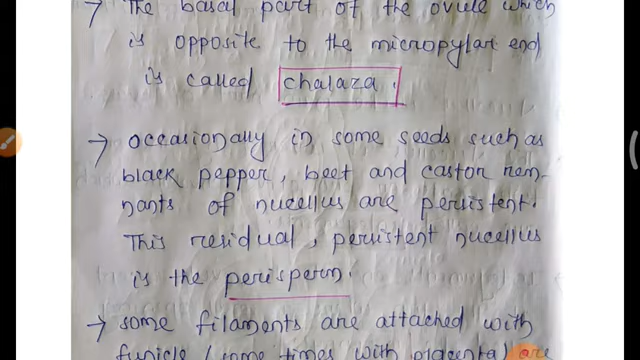 → The basal part of the ovule which
is opposite to the micropylar end
is called chalaza.
→ occasionally in some seeds such as
black pepper, beet and castor rem-
nants of nucellus are persistent.
This residual, persistent nucellus
is the perisperm.
→ some filaments are attached with
funicle (some times with placenta) are